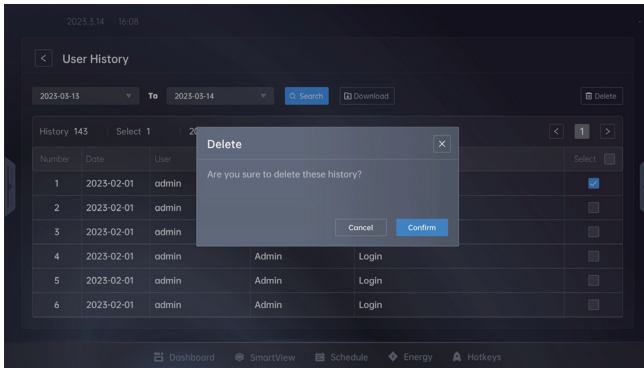 2023.3.14 16:08
< User History
2023-03-13 To 2023-03-14 Search Download Delete
History 143 Select 1 20
< 1 >
Number Date User Select
Delete
Are you sure to delete these history?
Cancel Confirm
1 2023-02-01 admin
2 2023-02-01 admin
3 2023-02-01 admin
4 2023-02-01 admin Admin Login
5 2023-02-01 admin Admin Login
6 2023-02-01 admin Admin Login
Dashboard SmartView Schedule Energy Hotkeys